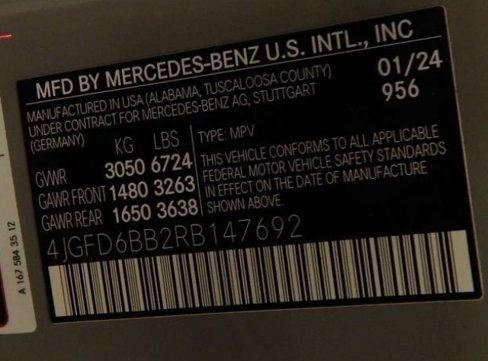 MFD BY MERCEDES-BENZ U.S. INTL., INC
MANUFACTURED IN USA (ALABAMA, TUSCALOOSA COUNTY)
UNDER CONTRACT FOR MERCEDES-BENZ AG, STUTTGART
(GERMANY)
01/24
956
KG LBS
GVWR 3050 6724
GAWR FRONT 1480 3263
GAWR REAR 1650 3638
TYPE: MPV
THIS VEHICLE CONFORMS TO ALL APPLICABLE
FEDERAL MOTOR VEHICLE SAFETY STANDARDS
IN EFFECT ON THE DATE OF MANUFACTURE
SHOWN ABOVE.
4JGFD6BB2RB147692
A 167 584 35 12